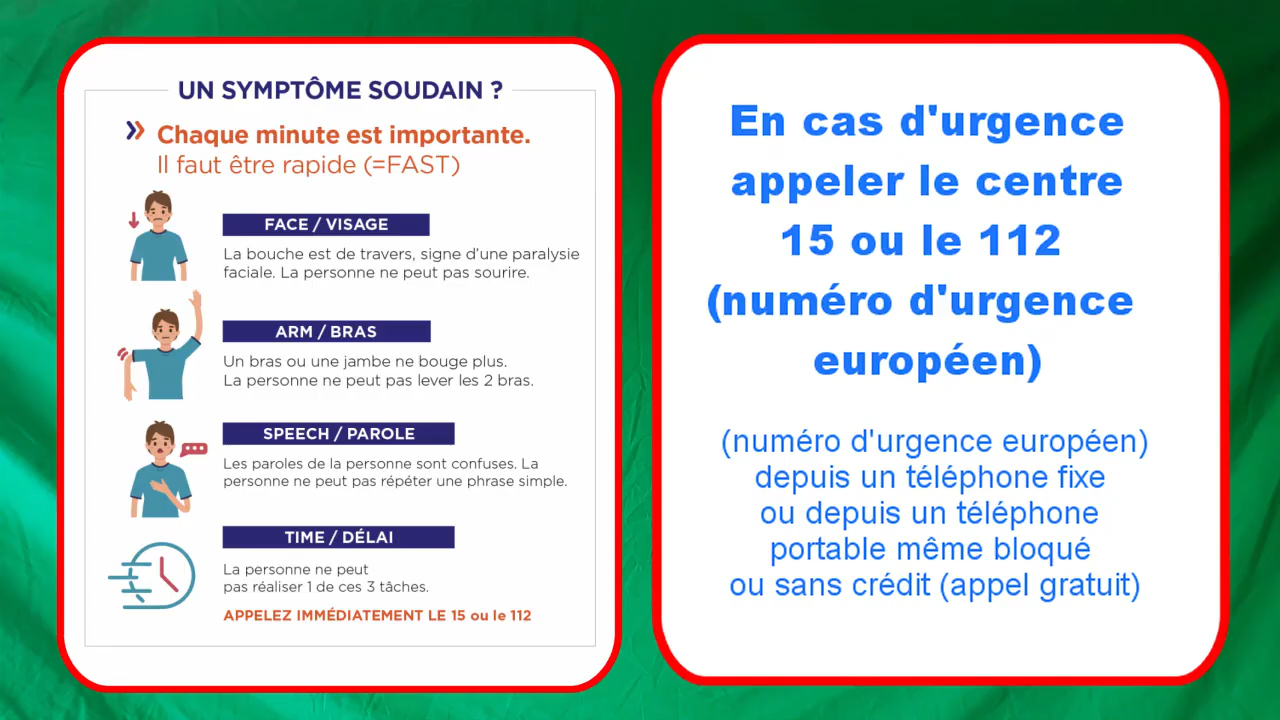 UN SYMPTÔME SOUDAIN ?
Chaque minute est importante.
Il faut être rapide (=FAST)
FACE / VISAGE
La bouche est de travers, signe d'une paralysie
faciale. La personne ne peut pas sourire.
ARM / BRAS
Un bras ou une jambe ne bouge plus.
La personne ne peut pas lever les 2 bras.
SPEECH / PAROLE
Les paroles de la personne sont confuses. La
personne ne peut pas répéter une phrase simple.
TIME / DÉLAI
La personne ne peut
pas réaliser 1 de ces 3 tâches.
APPELEZ IMMÉDIATEMENT LE 15 ou le 112
En cas d'urgence
appeler le centre
15 ou le 112
(numéro d'urgence
européen)
(numéro d'urgence européen)
depuis un téléphone fixe
ou depuis un téléphone
portable même bloqué
ou sans crédit (appel gratuit)